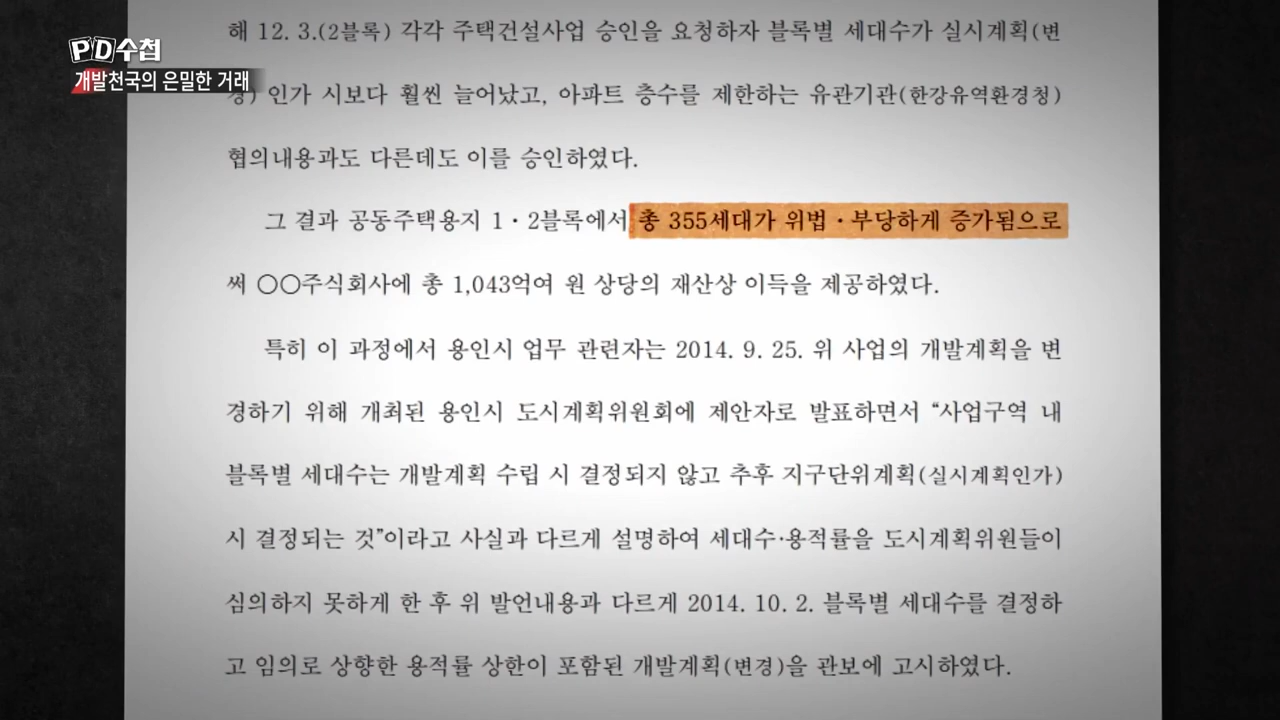 PD수첩
개발천국의 은밀한 거래
해 12. 3.(2블록) 각각 주택건설사업 승인을 요청하자 블록별 세대수가 실시계획(변
경) 인가 시보다 훨씬 늘어났고, 아파트 층수를 제한하는 유관기관(한강유역환경청)
협의내용과도 다른데도 이를 승인하였다.
그 결과 공동주택용지 1·2블록에서 총 355세대가 위법·부당하게 증가됨으로
써 ○○주식회사에 총 1,043억여 원 상당의 재산상 이득을 제공하였다.
특히 이 과정에서 용인시 업무 관련자는 2014. 9. 25. 위 사업의 개발계획을 변
경하기 위해 개최된 용인시 도시계획위원회에 제안자로 발표하면서 “사업구역 내
블록별 세대수는 개발계획 수립 시 결정되지 않고 추후 지구단위계획(실시계획인가)
시 결정되는 것”이라고 사실과 다르게 설명하여 세대수·용적률을 도시계획위원들이
심의하지 못하게 한 후 위 발언내용과 다르게 2014. 10. 2. 블록별 세대수를 결정하
고 임의로 상향한 용적률 상한이 포함된 개발계획(변경)을 관보에 고시하였다.